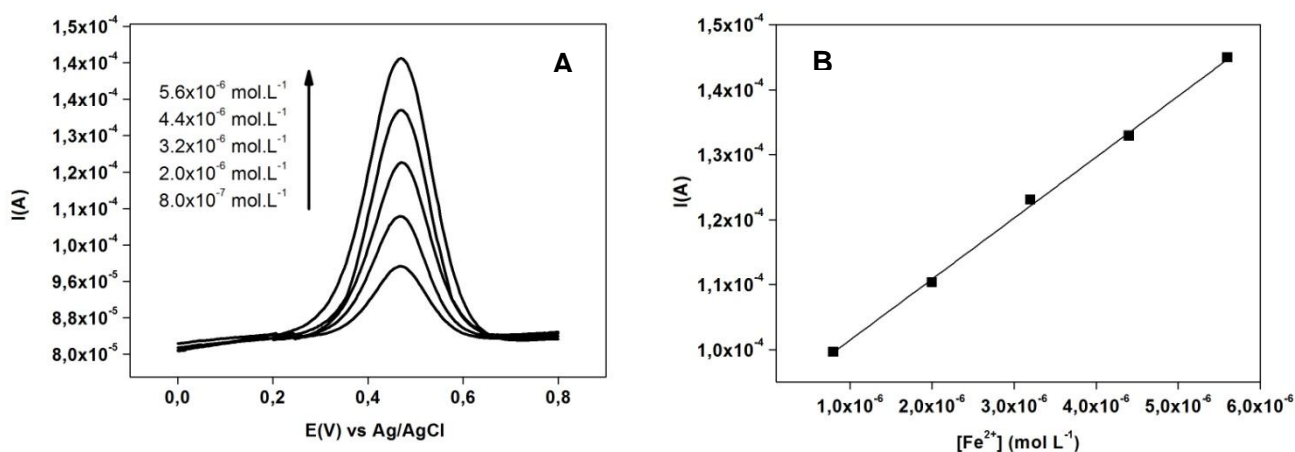 A
1,5x10⁻⁴
1,4x10⁻⁴
1,4x10⁻⁴
1,2x10⁻⁴
1,1x10⁻⁴
1,0x10⁻⁴
9,6x10⁻⁵
8,8x10⁻⁵
8,0x10⁻⁵
I(A)
5.6x10⁻⁶ mol.L⁻¹
4.4x10⁻⁶ mol.L⁻¹
3.2x10⁻⁶ mol.L⁻¹
2.0x10⁻⁶ mol.L⁻¹
8.0x10⁻⁷ mol.L⁻¹
0,0 0,2 0,4 0,6 0,8
E(V) vs Ag/AgCl
B
1,5x10⁻⁴
1,4x10⁻⁴
1,3x10⁻⁴
1,2x10⁻⁴
1,1x10⁻⁴
1,0x10⁻⁴
I(A)
1,0x10⁻⁶ 2,0x10⁻⁶ 3,0x10⁻⁶ 4,0x10⁻⁶ 5,0x10⁻⁶ 6,0x10⁻⁶
[Fe²⁺] (mol L⁻¹)